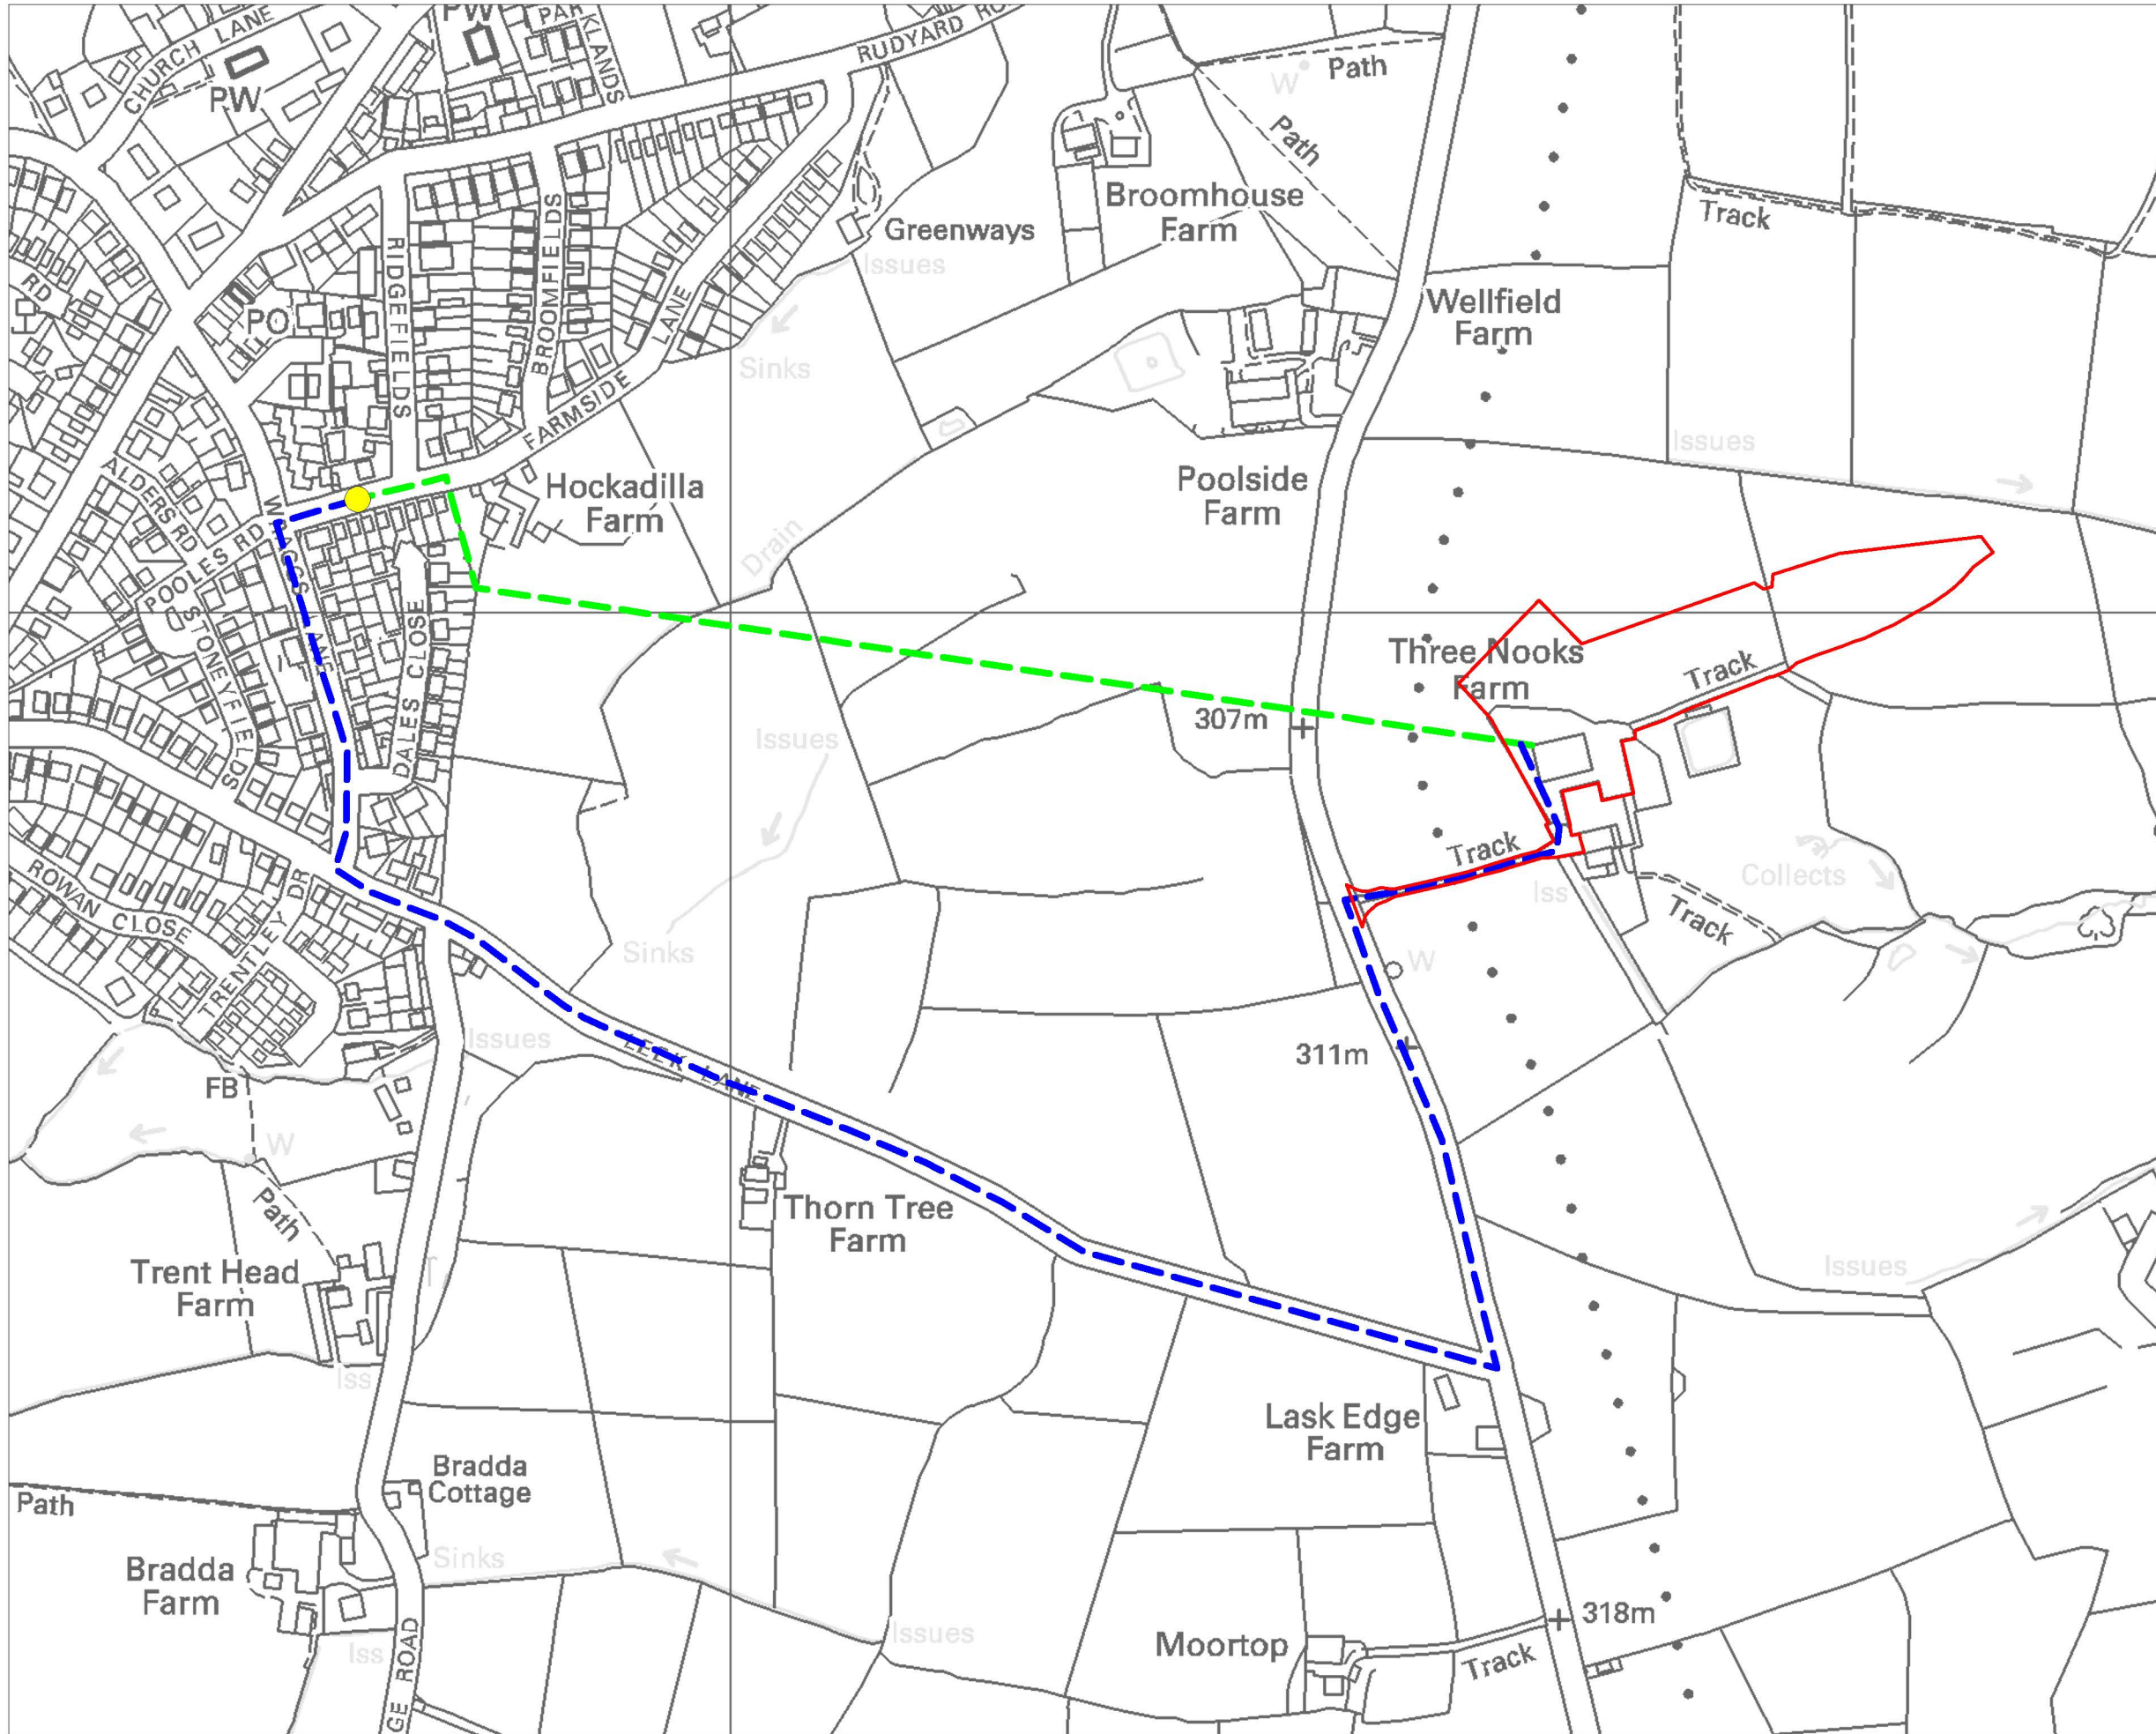 PW
PARKLANDS
CHURCH LANE
RUDYARD RO
PW
W
Path
Path
Broomhouse
Farm
Track
Greenways
Issues
RIDGEFIELDS
BROOMFIELDS
RD
PO
LANE
Wellfield
Farm
Sinks
FARMSIDE
Issues
ALDERS RD
Hockadilla
Farm
Poolside
Farm
POOLES RD
Drain
STONEYFIELDS
DALES CLOSE
Three Nooks
Farm
Track
307m
Issues
Track
Collects
ROWAN CLOSE
TRENTLEY DR
Iss
Track
Sinks
W
Issues
LEEK LANE
311m
FB
W
Path
Thorn Tree
Farm
Trent Head
Farm
T
Issues
Iss
Lask Edge
Farm
Bradda
Cottage
Path
Sinks
Bradda
Farm
318m
Issues
Moortop
Iss
Track
GE ROAD